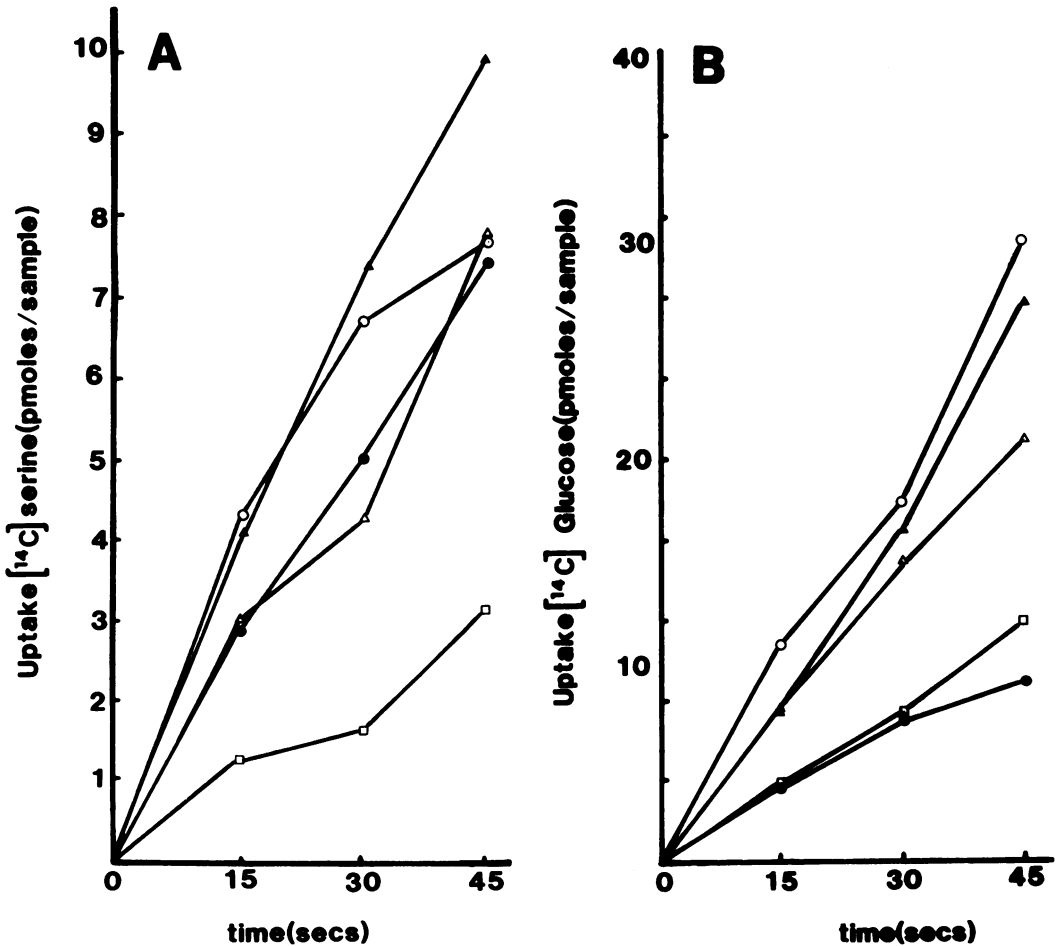 A
10
9
8
7
6
5
4
3
2
1
0 15 30 45
time(secs)
Uptake [¹⁴C] serine(pmoles/sample)
B
40
30
20
10
0 15 30 45
time(secs)
Uptake [¹⁴C] Glucose(pmoles/sample)